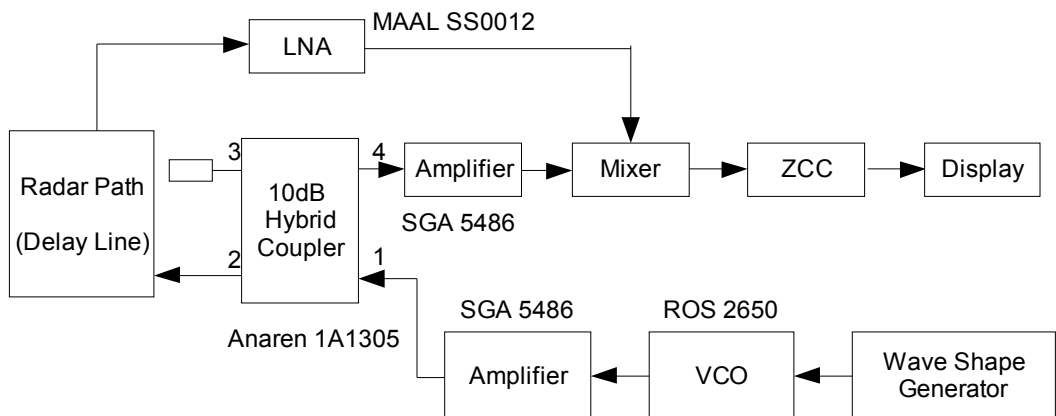 MAAL SS0012
LNA
3
4
Radar Path
(Delay Line)
10dB
Hybrid
Coupler
Amplifier
Mixer
ZCC
Display
SGA 5486
2
1
Anaren 1A1305
SGA 5486
ROS 2650
Amplifier
VCO
Wave Shape
Generator